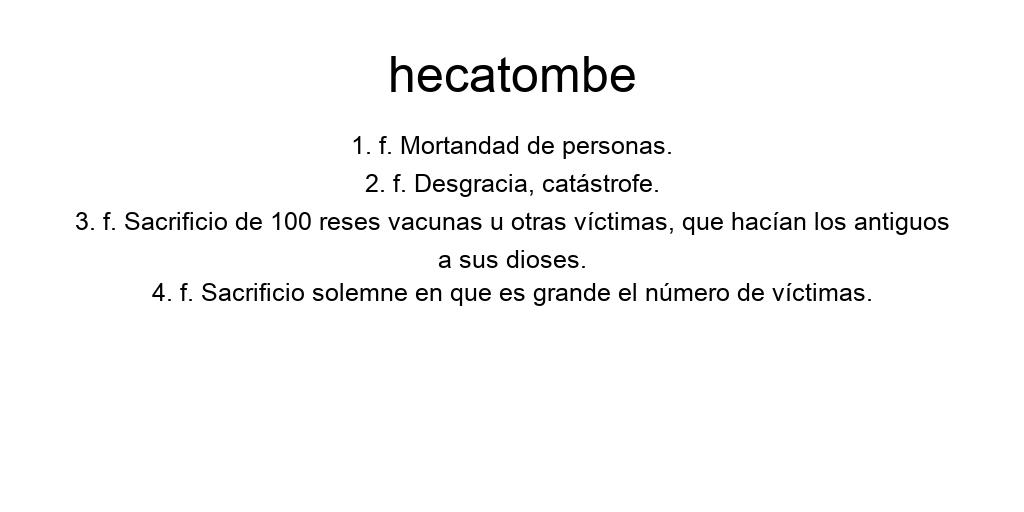 hecatombe
1. f. Mortandad de personas.
2. f. Desgracia, catástrofe.
3. f. Sacrificio de 100 reses vacunas u otras víctimas, que hacían los antiguos
a sus dioses.
4. f. Sacrificio solemne en que es grande el número de víctimas.